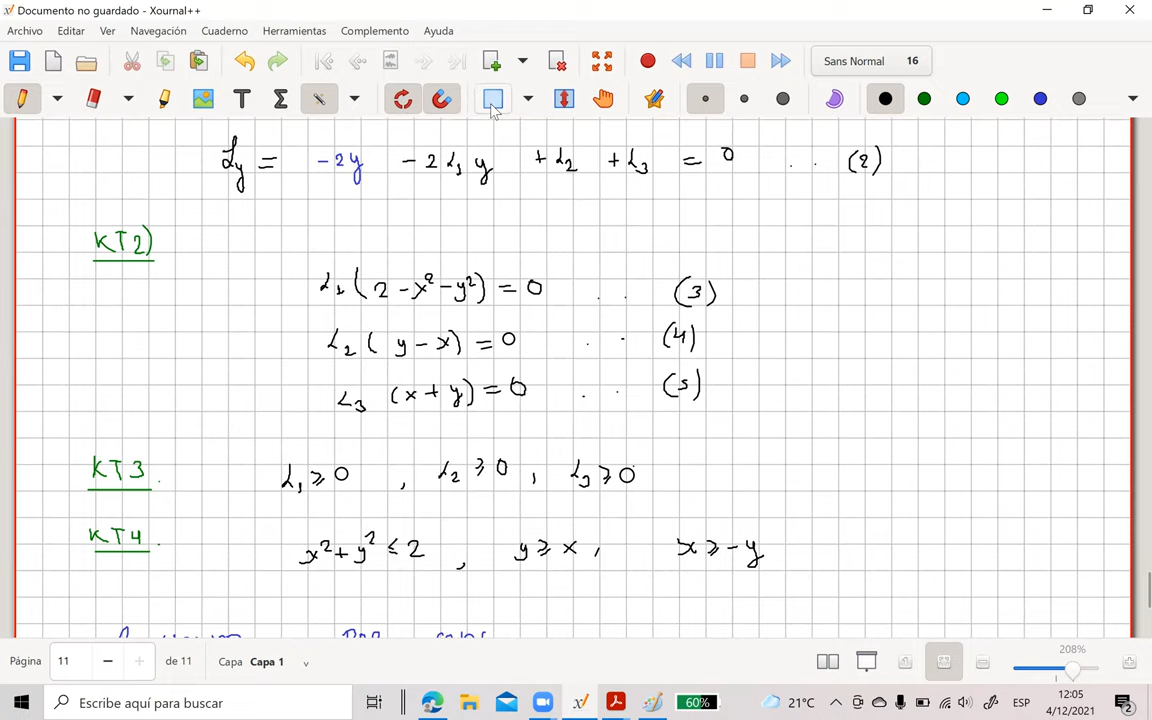 Documento no guardado - Xournal++
Archivo Editar Ver Navegación Cuaderno Herramientas Complemento Ayuda
Sans Normal 16
ℒy = -2y - 2λ₁y + λ₂ + λ₃ = 0 . . (2)
KT2)
λ₁(2 - x² - y²) = 0 . . (3)
λ₂ (y - x) = 0 . . (4)
λ₃ (x + y) = 0 . . (5)
KT3.
λ₁ ≥ 0 , λ₂ ≥ 0 , λ₃ ≥ 0
KT4.
x² + y² ≤ 2 , y ≥ x , x ≥ -y
208%
Página 11 de 11 Capa Capa 1
Escribe aquí para buscar
60%
21°C
ESP
12:05
4/12/2021
2